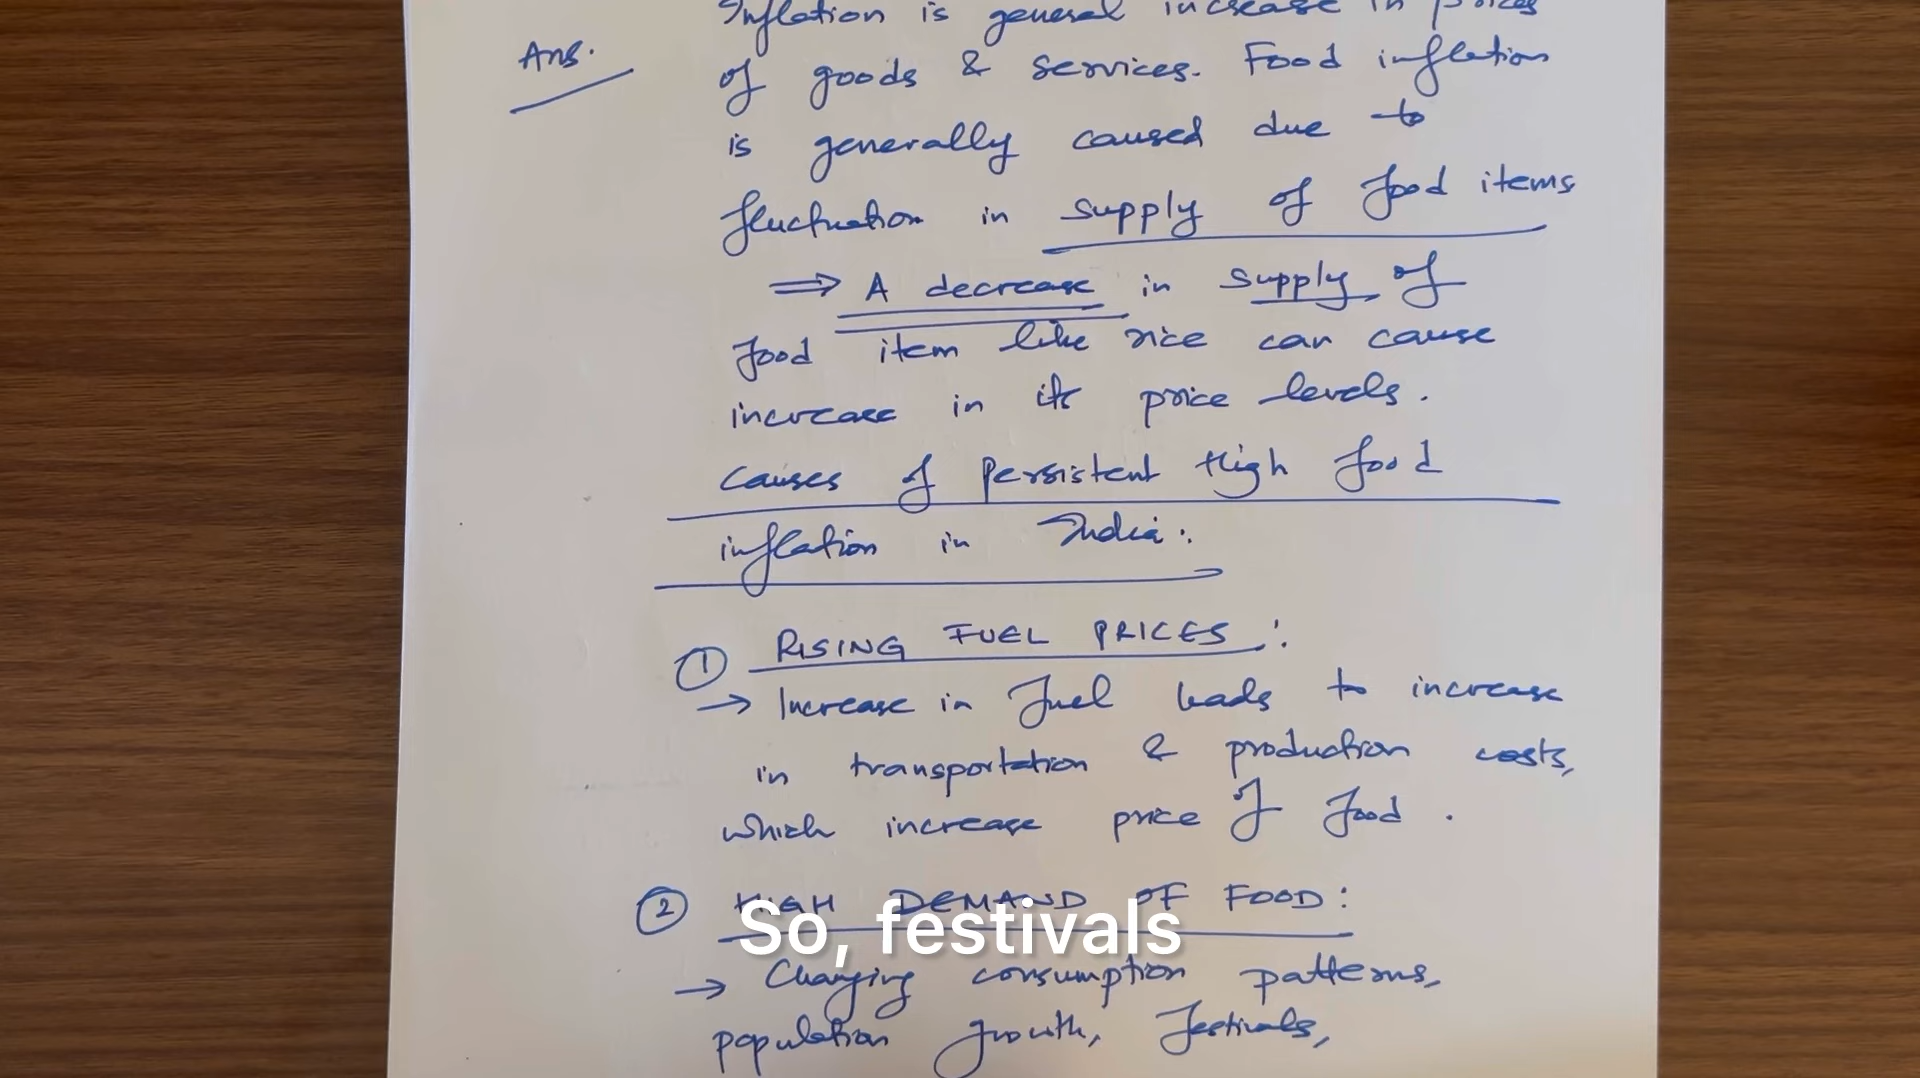 Ans.
Inflation is general increase in prices
of goods & services. Food inflation
is generally caused due to
fluctuation in supply of food items
⇒ A decrease in supply of
food item like rice can cause
increase in its price levels.
Causes of Persistent High food
inflation in India:
① RISING FUEL PRICES:
→ Increase in fuel leads to increase
in transportation & production costs,
which increase price of food.
② HIGH DEMAND OF FOOD:
So, festivals
→ Changing consumption patterns,
population growth, festivals,